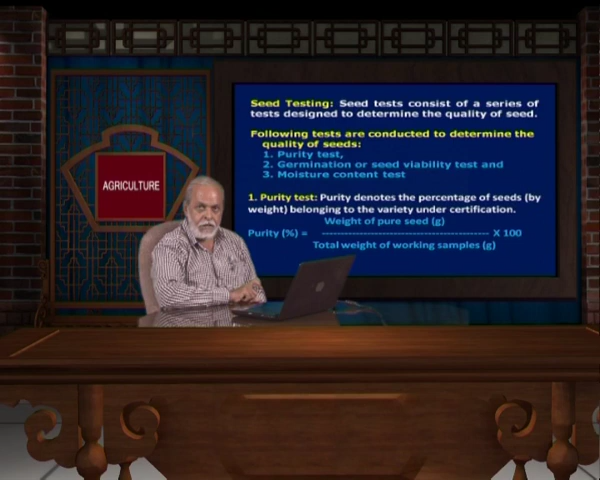 AGRICULTURE
Seed Testing: Seed tests consist of a series of
tests designed to determine the quality of seed.
Following tests are conducted to determine the
quality of seeds:
1. Purity test,
2. Germination or seed viability test and
3. Moisture content test
1. Purity test: Purity denotes the percentage of seeds (by
weight) belonging to the variety under certification.
Weight of pure seed (g)
Purity (%) = ------------------------------------------------ X 100
Total weight of working samples (g)